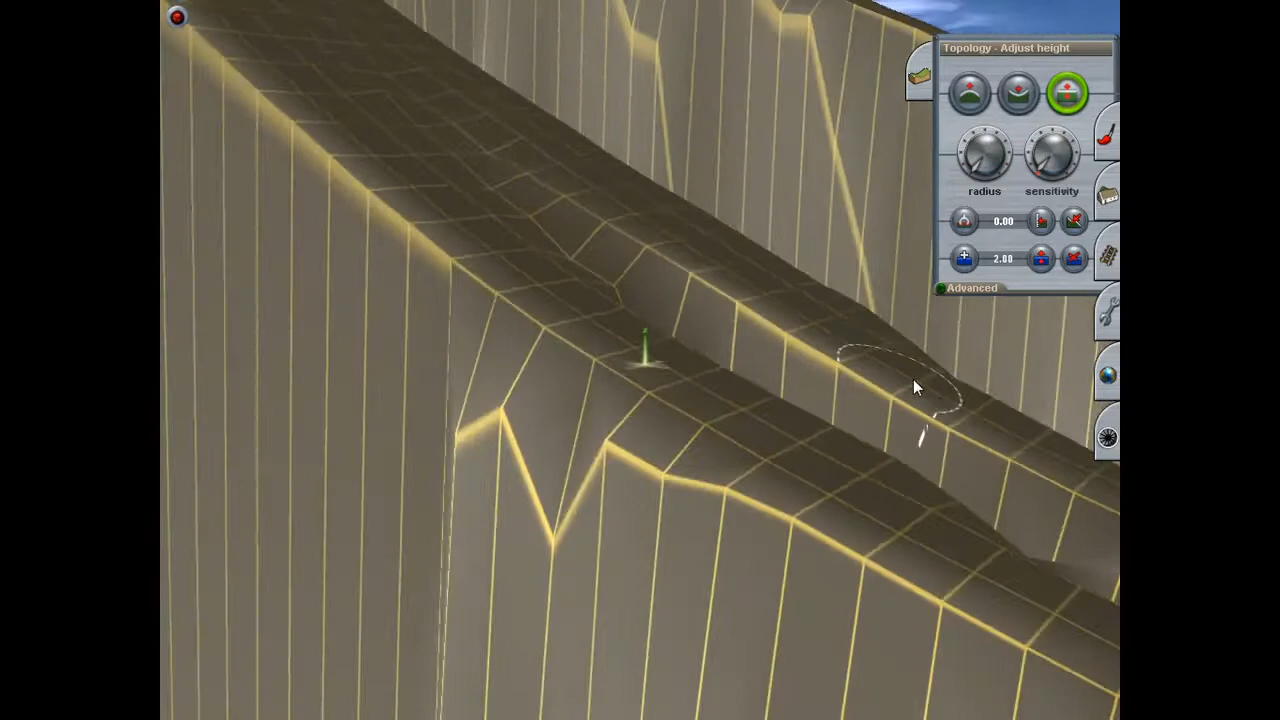 Topology - Adjust height
radius sensitivity
0.00
2.00
Advanced